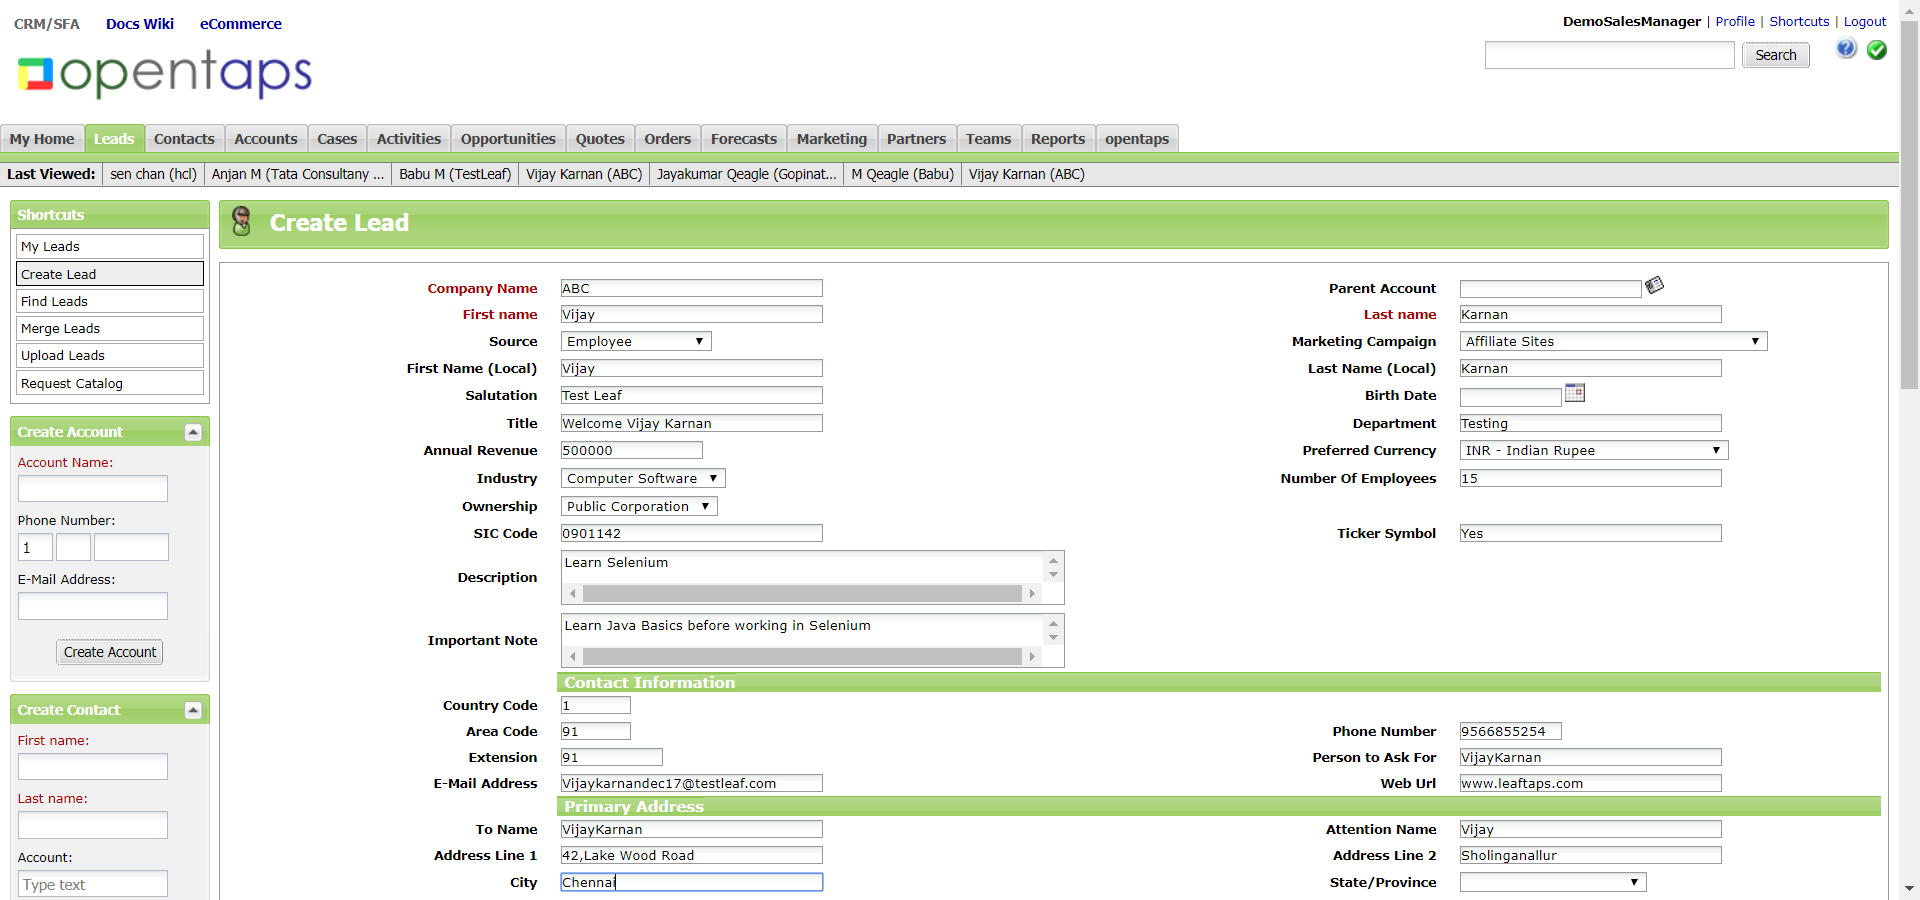 CRM/SFA Docs Wiki eCommerce
DemoSalesManager | Profile | Shortcuts | Logout
opentaps
Search
My Home Leads Contacts Accounts Cases Activities Opportunities Quotes Orders Forecasts Marketing Partners Teams Reports opentaps
Last Viewed: sen chan (hcl) Anjan M (Tata Consultany ... Babu M (TestLeaf) Vijay Karnan (ABC) Jayakumar Qeagle (Gopinat... M Qeagle (Babu) Vijay Karnan (ABC)
Shortcuts
My Leads
Create Lead
Find Leads
Merge Leads
Upload Leads
Request Catalog
Create Account
Account Name:
Phone Number:
1
E-Mail Address:
Create Account
Create Contact
First name:
Last name:
Account:
Type text
Create Lead
Company Name ABC Parent Account
First name Vijay Last name Karnan
Source Employee Marketing Campaign Affiliate Sites
First Name (Local) Vijay Last Name (Local) Karnan
Salutation Test Leaf Birth Date
Title Welcome Vijay Karnan Department Testing
Annual Revenue 500000 Preferred Currency INR - Indian Rupee
Industry Computer Software Number Of Employees 15
Ownership Public Corporation
SIC Code 0901142 Ticker Symbol Yes
Description Learn Selenium
Important Note Learn Java Basics before working in Selenium
Contact Information
Country Code 1
Area Code 91 Phone Number 9566855254
Extension 91 Person to Ask For VijayKarnan
E-Mail Address Vijaykarnandec17@testleaf.com Web Url www.leaftaps.com
Primary Address
To Name VijayKarnan Attention Name Vijay
Address Line 1 42,Lake Wood Road Address Line 2 Sholinganallur
City Chennai State/Province